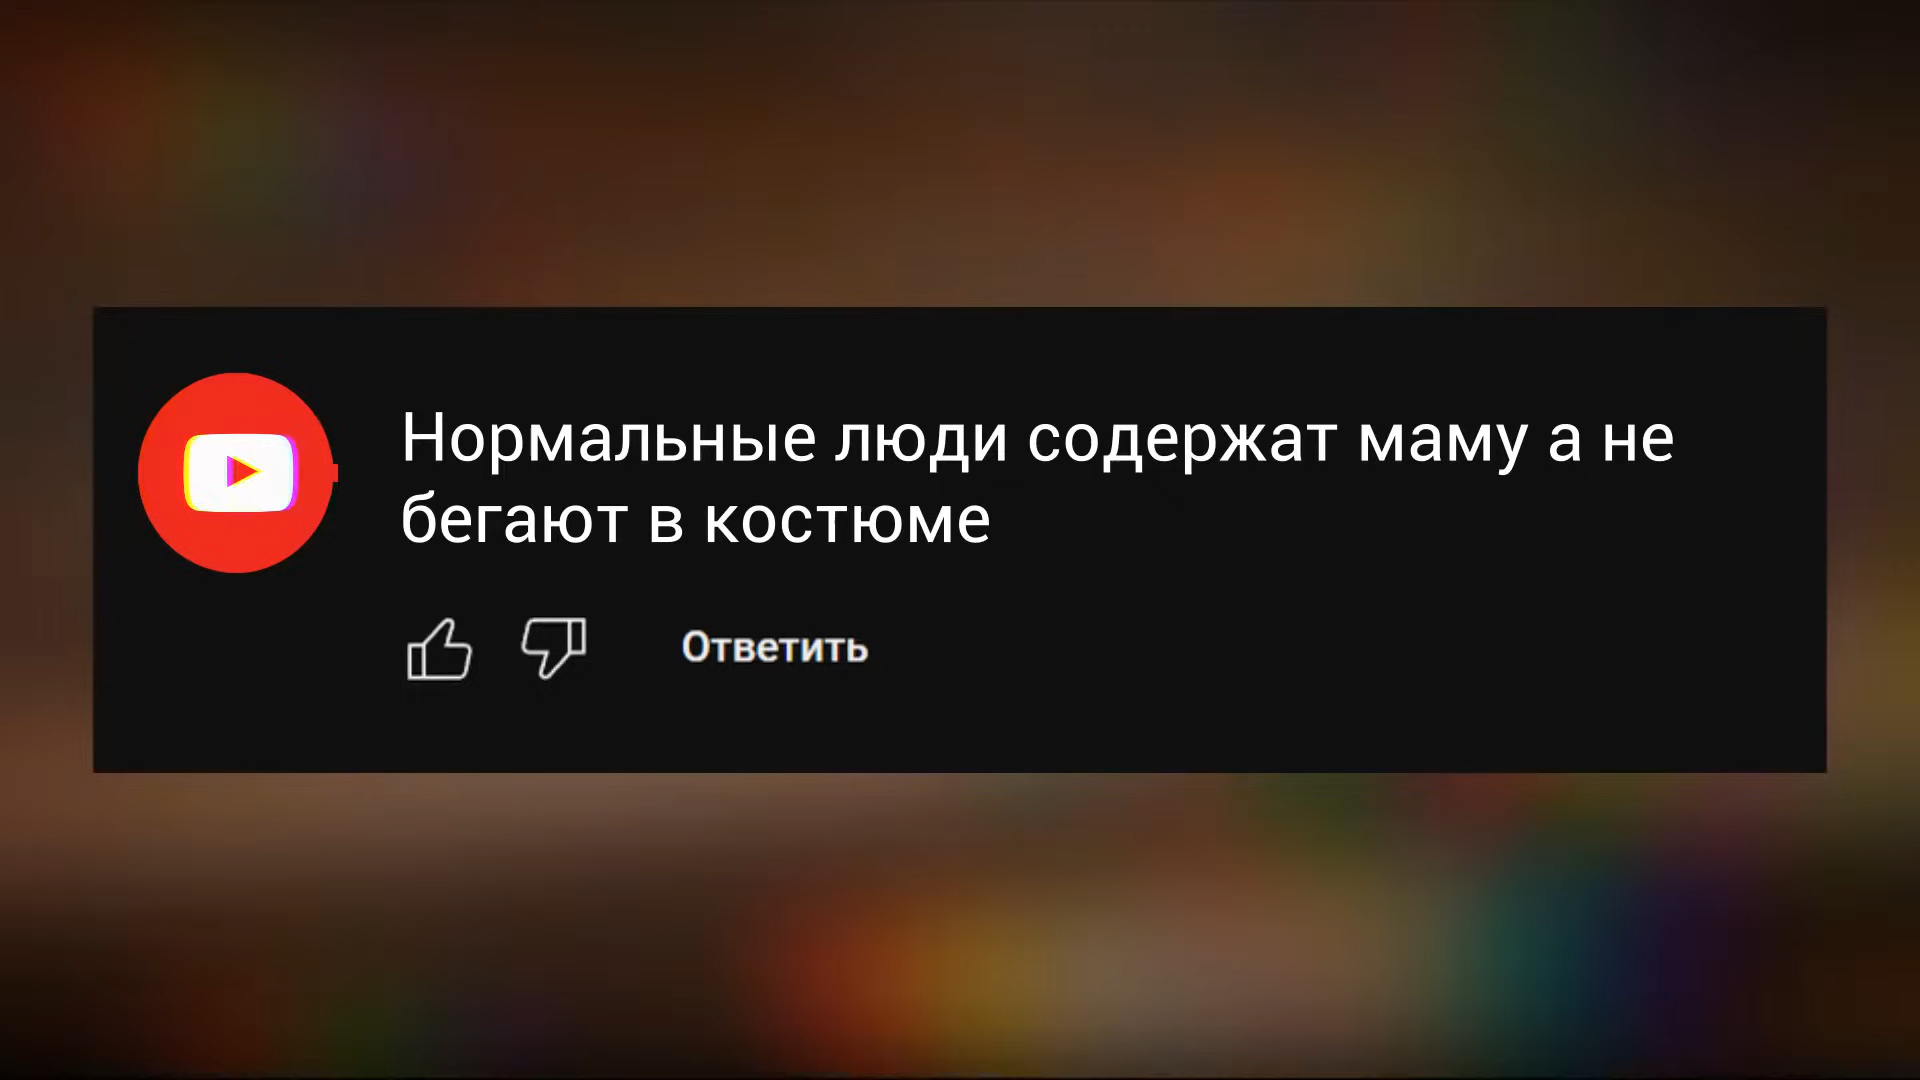 Нормальные люди содержат маму а не
бегают в костюме
Ответить